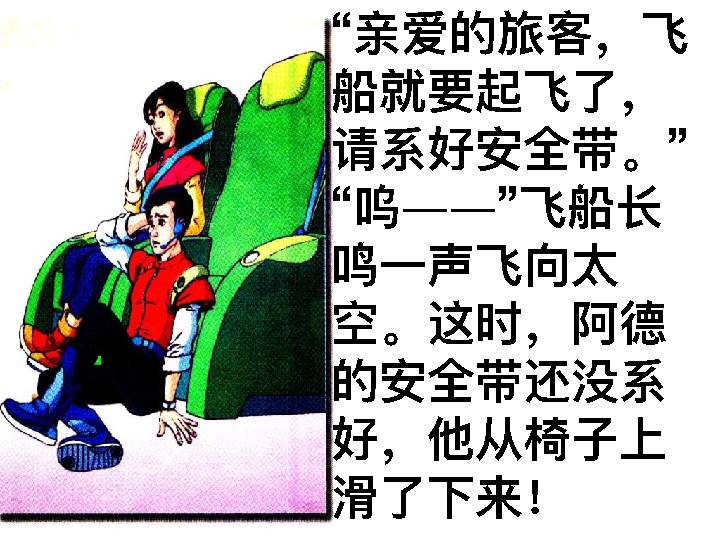 “亲爱的旅客，飞
船就要起飞了，
请系好安全带。”
“呜——”飞船长
鸣一声飞向太
空。这时，阿德
的安全带还没系
好，他从椅子上
滑了下来！